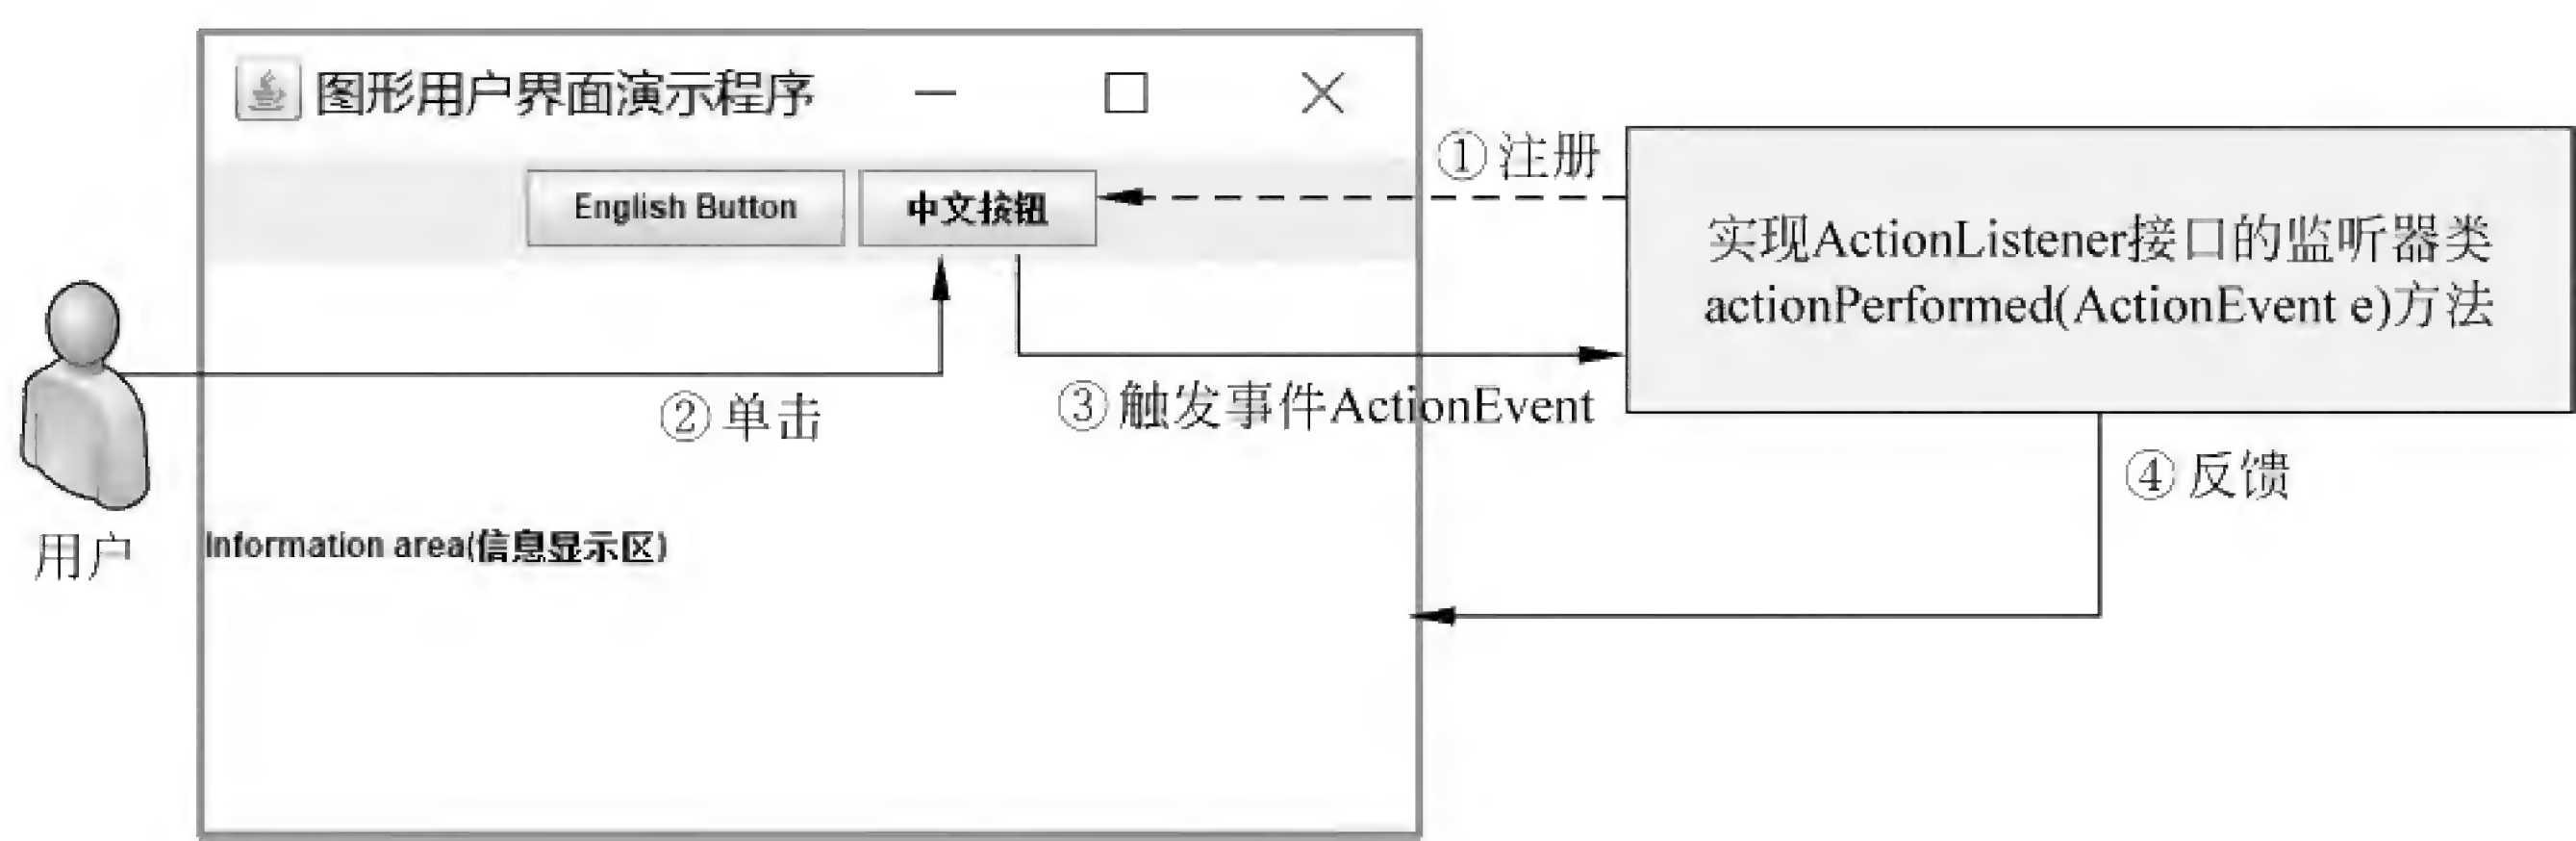 图形用户界面演示程序
English Button
中文按钮
①注册
实现ActionListener接口的监听器类
actionPerformed(ActionEvent e)方法
②单击
③触发事件ActionEvent
④反馈
用户
Information area(信息显示区)